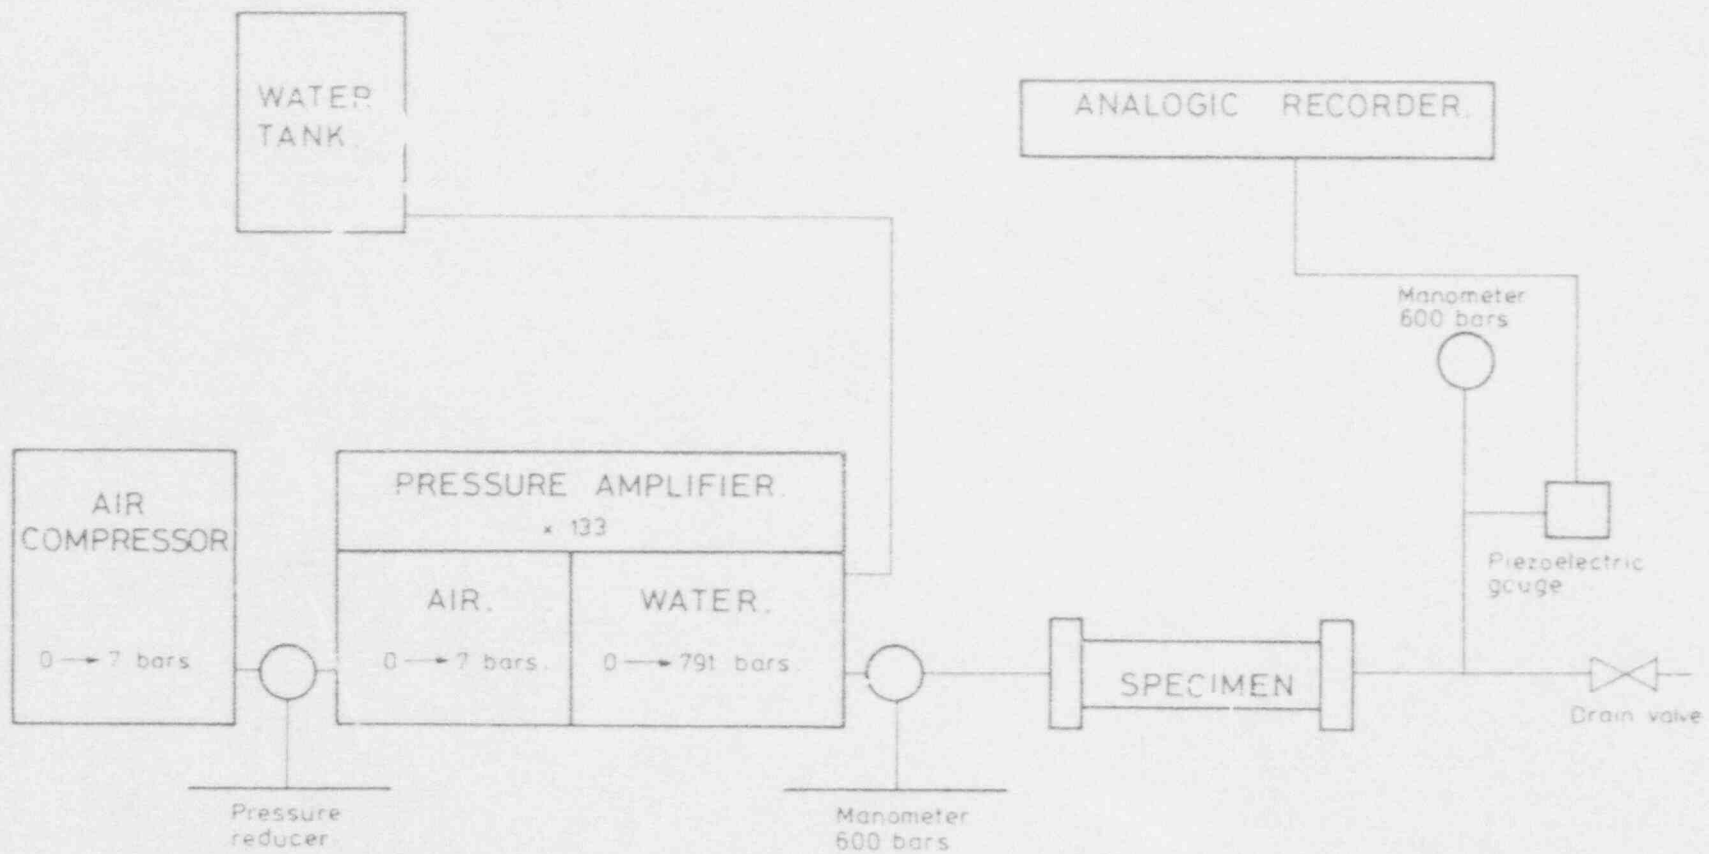 WATER
TANK.
ANALOGIC RECORDER.
Manometer
600 bars
AIR
COMPRESSOR
0 → 7 bars
PRESSURE AMPLIFIER.
× 133
AIR.
0 → 7 bars.
WATER.
0 → 791 bars.
Piezoelectric
gauge
SPECIMEN
Drain valve
Pressure
reducer
Manometer
600 bars